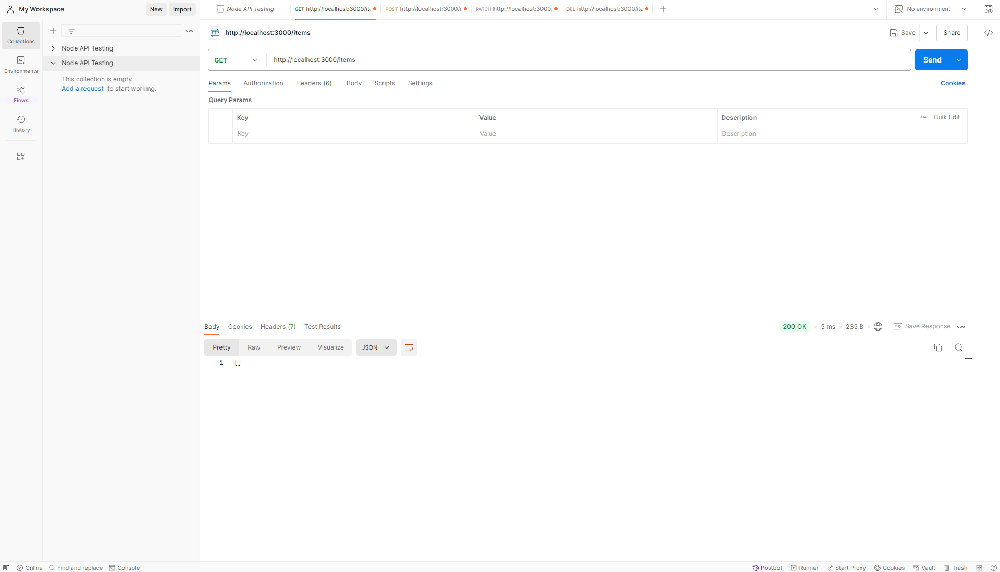 My Workspace
New
Import
Node API Testing
GET http://localhost:3000/it
POST http://localhost:3000/i
PATCH http://localhost:3000,
DEL http://localhost:3000/ite
No environment
Collections
Environments
Flows
History
Node API Testing
Node API Testing
This collection is empty
Add a request to start working.
HTTP
http://localhost:3000/items
Save
Share
GET
http://localhost:3000/items
Send
Params
Authorization
Headers (6)
Body
Scripts
Settings
Cookies
Query Params
Key
Value
Description
Bulk Edit
Key
Value
Description
Body
Cookies
Headers (7)
Test Results
200 OK
5 ms
235 B
e.g.
Save Response
Pretty
Raw
Preview
Visualize
JSON
1 []
Online
Find and replace
Console
Postbot
Runner
Start Proxy
Cookies
Vault
Trash